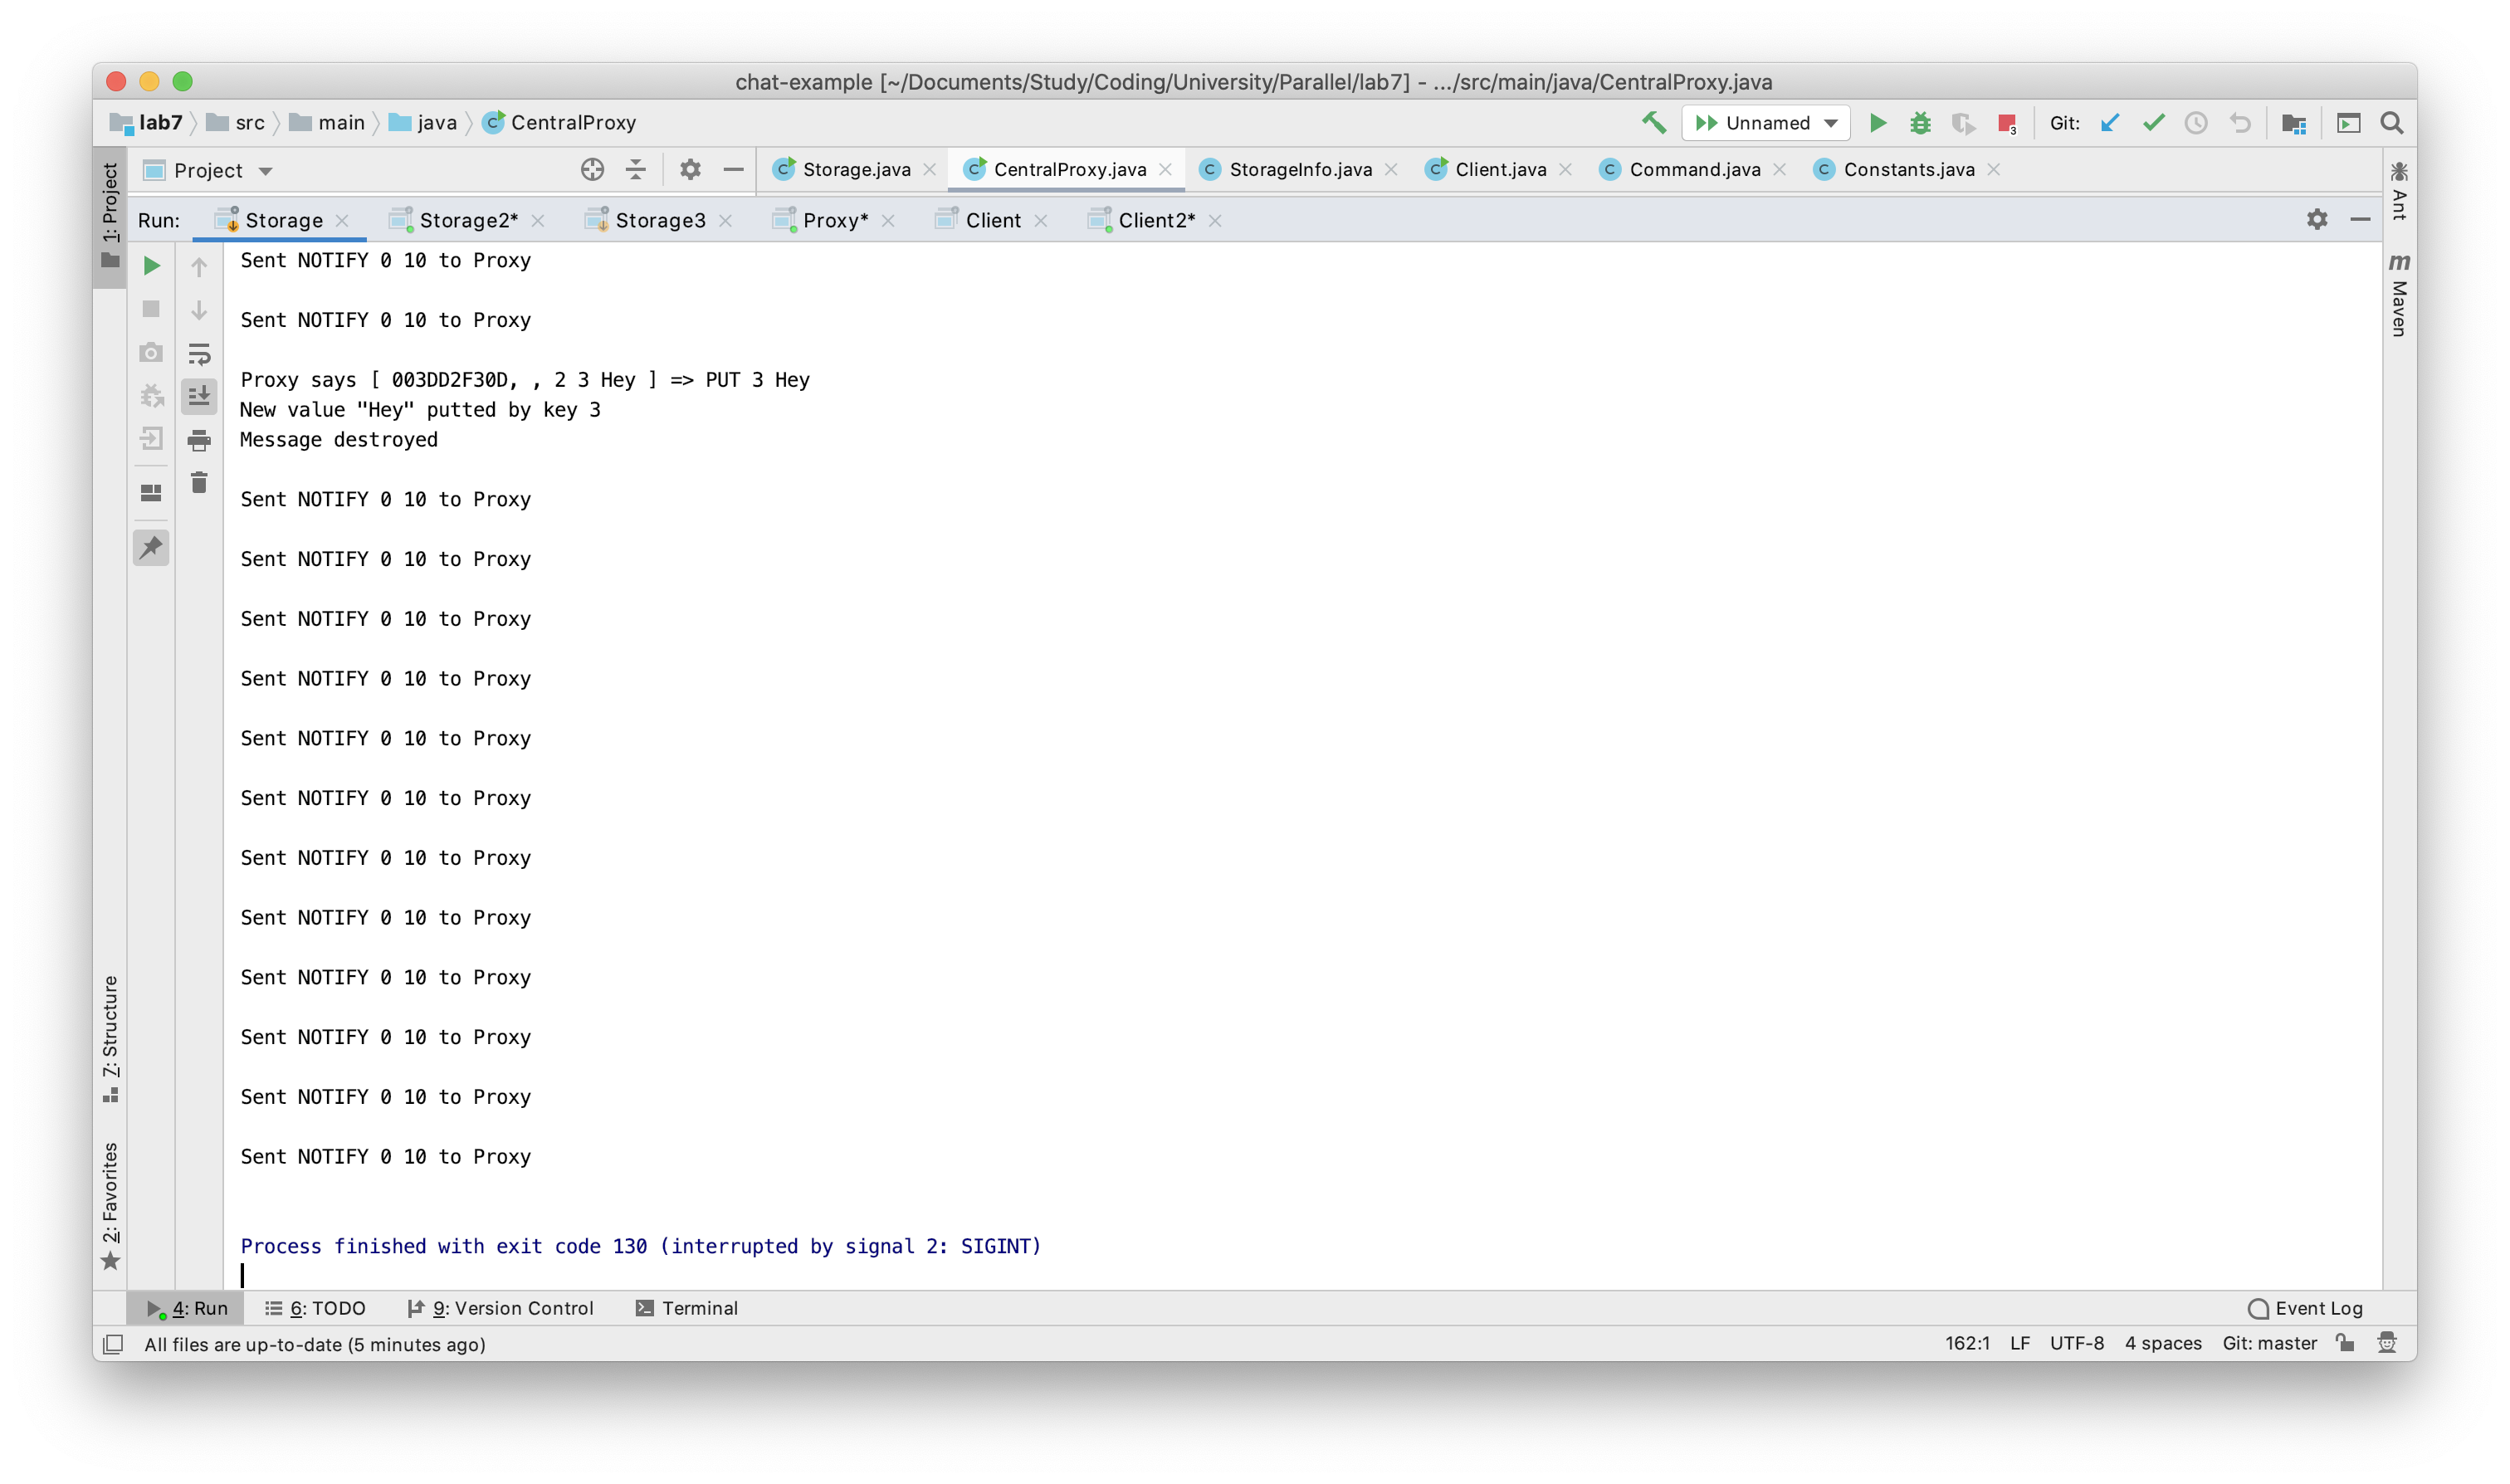 chat-example [~/Documents/Study/Coding/University/Parallel/lab7] - .../src/main/java/CentralProxy.java
lab7 src main java CentralProxy Unnamed 3 Git:
1: Project Project Storage.java CentralProxy.java StorageInfo.java Client.java Command.java Constants.java Ant
Run: Storage Storage2* Storage3 Proxy* Client Client2*
m Maven
Sent NOTIFY 0 10 to Proxy
Sent NOTIFY 0 10 to Proxy
Proxy says [ 003DD2F30D, , 2 3 Hey ] => PUT 3 Hey
New value "Hey" putted by key 3
Message destroyed
Sent NOTIFY 0 10 to Proxy
Sent NOTIFY 0 10 to Proxy
Sent NOTIFY 0 10 to Proxy
Sent NOTIFY 0 10 to Proxy
Sent NOTIFY 0 10 to Proxy
Sent NOTIFY 0 10 to Proxy
Sent NOTIFY 0 10 to Proxy
Sent NOTIFY 0 10 to Proxy
Sent NOTIFY 0 10 to Proxy
Sent NOTIFY 0 10 to Proxy
Sent NOTIFY 0 10 to Proxy
Sent NOTIFY 0 10 to Proxy
Process finished with exit code 130 (interrupted by signal 2: SIGINT)
7: Structure
2: Favorites
4: Run 6: TODO 9: Version Control Terminal Event Log
All files are up-to-date (5 minutes ago) 162:1 LF UTF-8 4 spaces Git: master